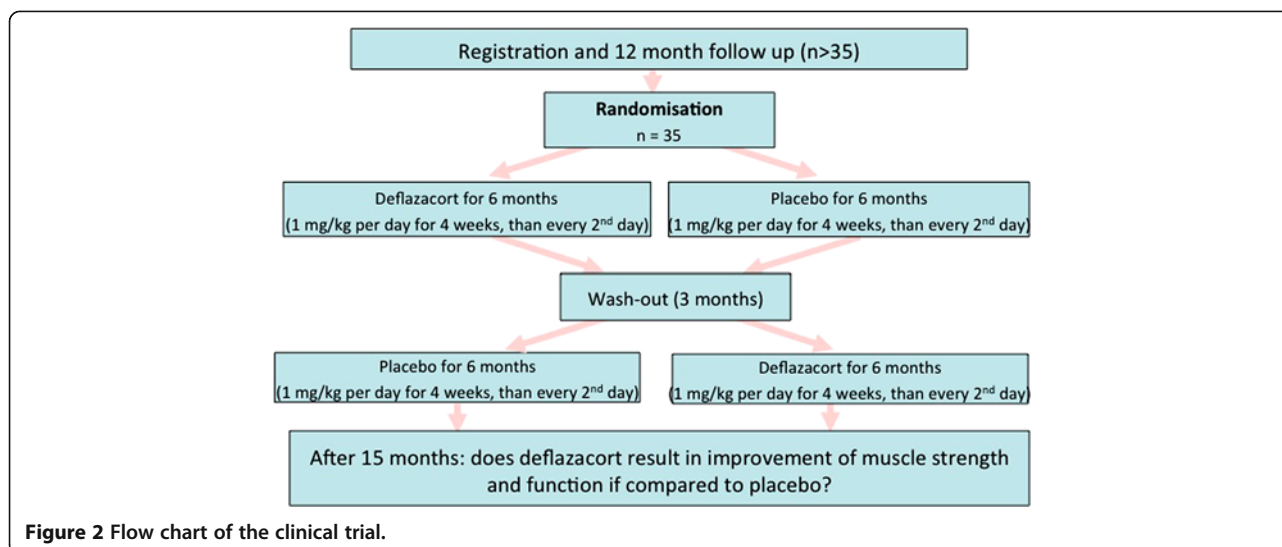 Registration and 12 month follow up (n>35)
Randomisation
n = 35
Deflazacort for 6 months
(1 mg/kg per day for 4 weeks, than every 2nd day)
Placebo for 6 months
(1 mg/kg per day for 4 weeks, than every 2nd day)
Wash-out (3 months)
Placebo for 6 months
(1 mg/kg per day for 4 weeks, than every 2nd day)
Deflazacort for 6 months
(1 mg/kg per day for 4 weeks, than every 2nd day)
After 15 months: does deflazacort result in improvement of muscle strength
and function if compared to placebo?
Figure 2 Flow chart of the clinical trial.